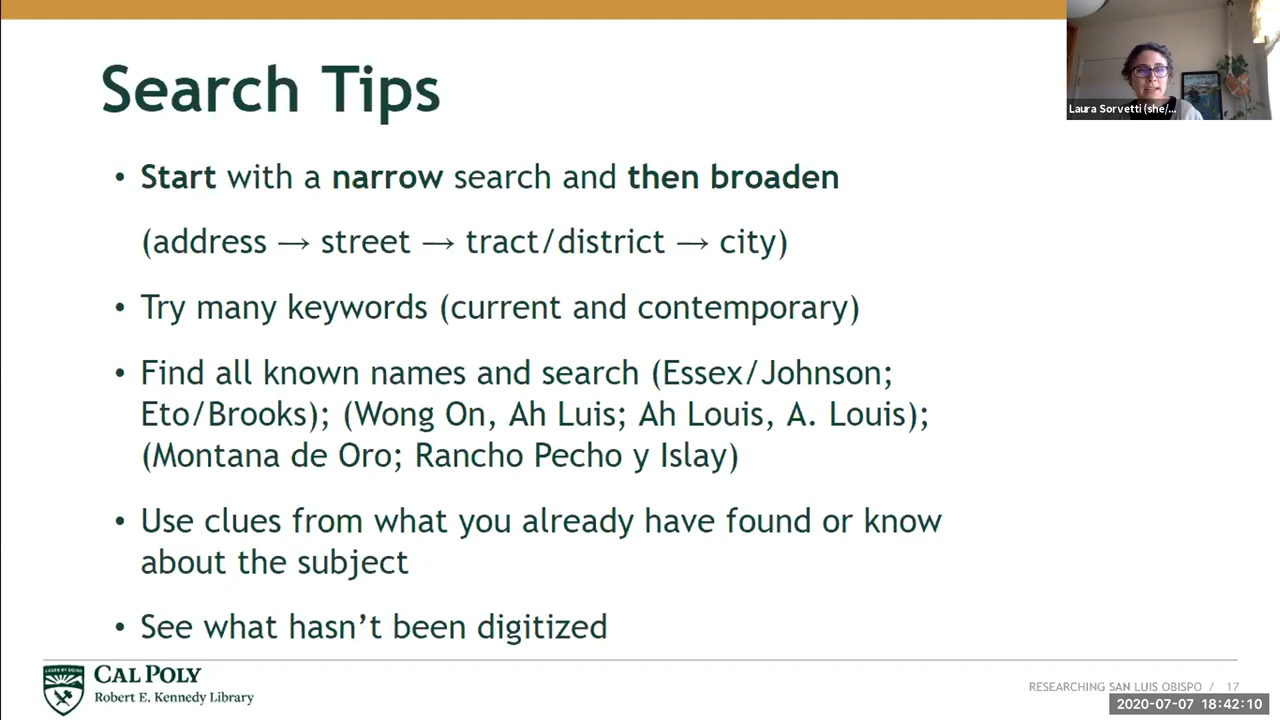 Search Tips
Laura Sorvetti (she/...
• Start with a narrow search and then broaden
(address → street → tract/district → city)
• Try many keywords (current and contemporary)
• Find all known names and search (Essex/Johnson;
Eto/Brooks); (Wong On, Ah Luis; Ah Louis, A. Louis);
(Montana de Oro; Rancho Pecho y Islay)
• Use clues from what you already have found or know
about the subject
• See what hasn’t been digitized
CAL POLY
Robert E. Kennedy Library
RESEARCHING SAN LUIS OBISPO / 17
2020-07-07 18:42:10